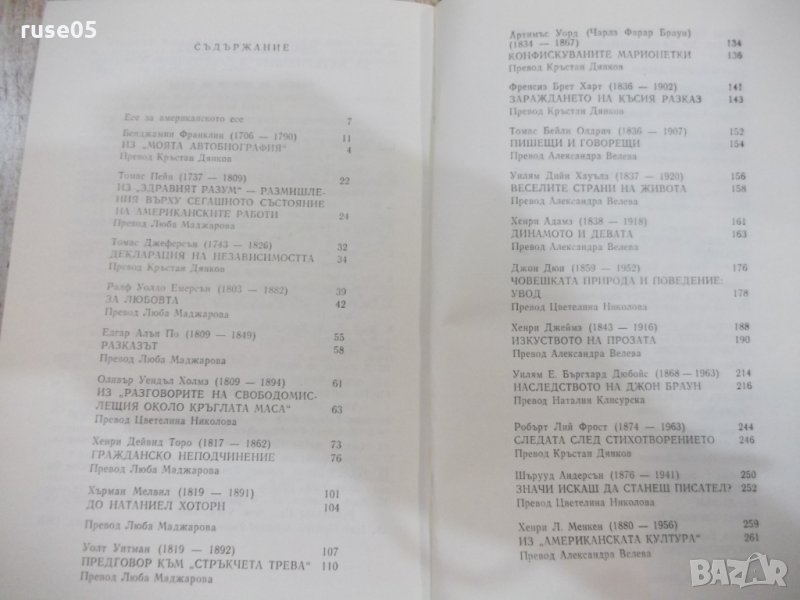 ruse05
СЪДЪРЖАНИЕ
Есе за американското есе 7
Бенджамин Франклин (1706 — 1790) 11
ИЗ „МОЯТА АВТОБИОГРАФИЯ“ 4
Превод Кръстан Дянков
Томас Пейн (1737 — 1809) 22
ИЗ „ЗДРАВИЯТ РАЗУМ“ — РАЗМИШЛЕ-
НИЯ ВЪРХУ СЕГАШНОТО СЪСТОЯНИЕ
НА АМЕРИКАНСКИТЕ РАБОТИ 24
Превод Люба Маджарова
Томас Джеферсън (1743 — 1826) 32
ДЕКЛАРАЦИЯ НА НЕЗАВИСИМОСТТА 34
Превод Кръстан Дянков
Ралф Уолдо Емерсън (1803 — 1882) 39
ЗА ЛЮБОВТА 42
Превод Люба Маджарова
Едгар Алън По (1809 — 1849) 55
РАЗКАЗЪТ 58
Превод Люба Маджарова
Оливър Уендъл Холмз (1809 — 1894) 61
ИЗ „РАЗГОВОРИТЕ НА СВОБОДОМИС-
ЛЕЩИЯ ОКОЛО КРЪГЛАТА МАСА“ 63
Превод Цветелина Николова
Хенри Дейвид Торо (1817 — 1862) 73
ГРАЖДАНСКО НЕПОДЧИНЕНИЕ 76
Превод Люба Маджарова
Хърман Мелвил (1819 — 1891) 101
ДО НАТАНИЕЛ ХОТОРН 104
Превод Люба Маджарова
Уолт Уитман (1819 — 1892) 107
ПРЕДГОВОР КЪМ „СТРЪКЧЕТА ТРЕВА“ 110
Превод Люба Маджарова
Артимъс Уорд (Чарлз Фарар Браун)
(1834 — 1867) 134
КОНФИСКУВАНИТЕ МАРИОНЕТКИ 136
Превод Кръстан Дянков
Френсиз Брет Харт (1836 — 1902) 141
ЗАРАЖДАНЕТО НА КЪСИЯ РАЗКАЗ 143
Превод Кръстан Дянков
Томас Бейли Олдрич (1836 — 1907) 152
ПИШЕЩИ И ГОВОРЕЩИ 154
Превод Александра Велева
Уилям Дийн Хауълз (1837 — 1920) 156
ВЕСЕЛИТЕ СТРАНИ НА ЖИВОТА 158
Превод Александра Велева
Хенри Адамз (1838 — 1918) 161
ДИНАМОТО И ДЕВАТА 163
Превод Александра Велева
Джон Дюи (1859 — 1952) 176
ЧОВЕШКАТА ПРИРОДА И ПОВЕДЕНИЕ:
УВОД 178
Превод Цветелина Николова
Хенри Джеймз (1843 — 1916) 188
ИЗКУСТВОТО НА ПРОЗАТА 190
Превод Александра Велева
Уилям Е. Бъргхард Дюбойс (1868 — 1963) 214
НАСЛЕДСТВОТО НА ДЖОН БРАУН 216
Превод Наталия Клисурска
Робърт Лий Фрост (1874 — 1963) 244
СЛЕДАТА СЛЕД СТИХОТВОРЕНИЕТО 246
Превод Кръстан Дянков
Шърууд Андерсън (1876 — 1941) 250
ЗНАЧИ ИСКАШ ДА СТАНЕШ ПИСАТЕЛ? 252
Превод Цветелина Николова
Хенри Л. Менкен (1880 — 1956) 259
ИЗ „АМЕРИКАНСКАТА КУЛТУРА“ 261
Превод Александра Велева
BAZAR